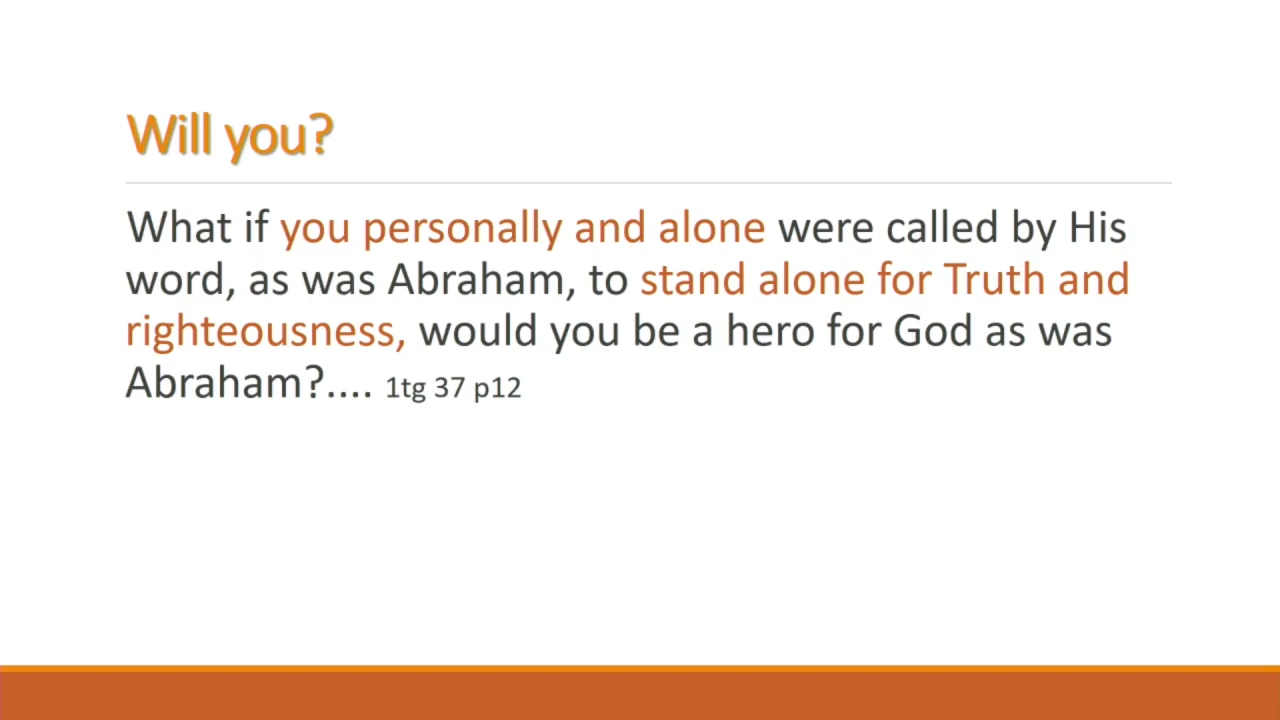 Will you?
What if you personally and alone were called by His
word, as was Abraham, to stand alone for Truth and
righteousness, would you be a hero for God as was
Abraham?.... 1tg 37 p12